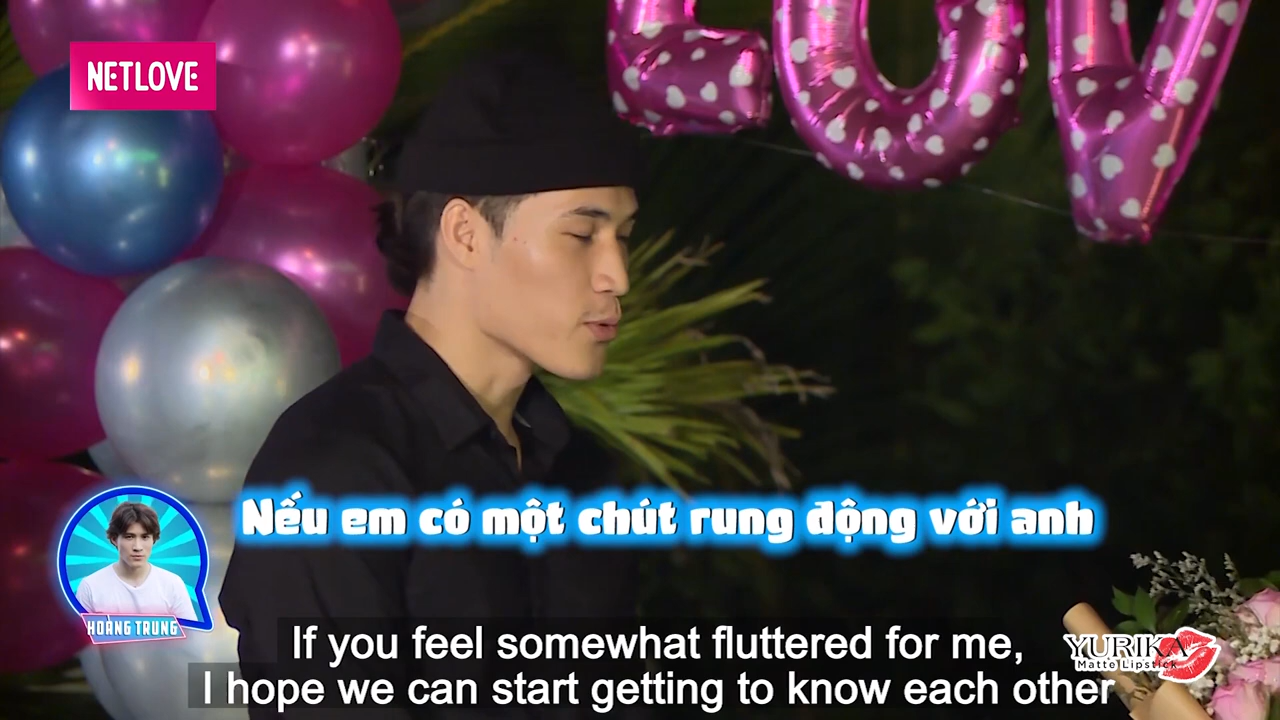 NETLOVE
LOV
Nếu em có một chút rung động với anh
HOÀNG TRUNG
If you feel somewhat fluttered for me,
I hope we can start getting to know each other
YURIKA
Matte Lipstick